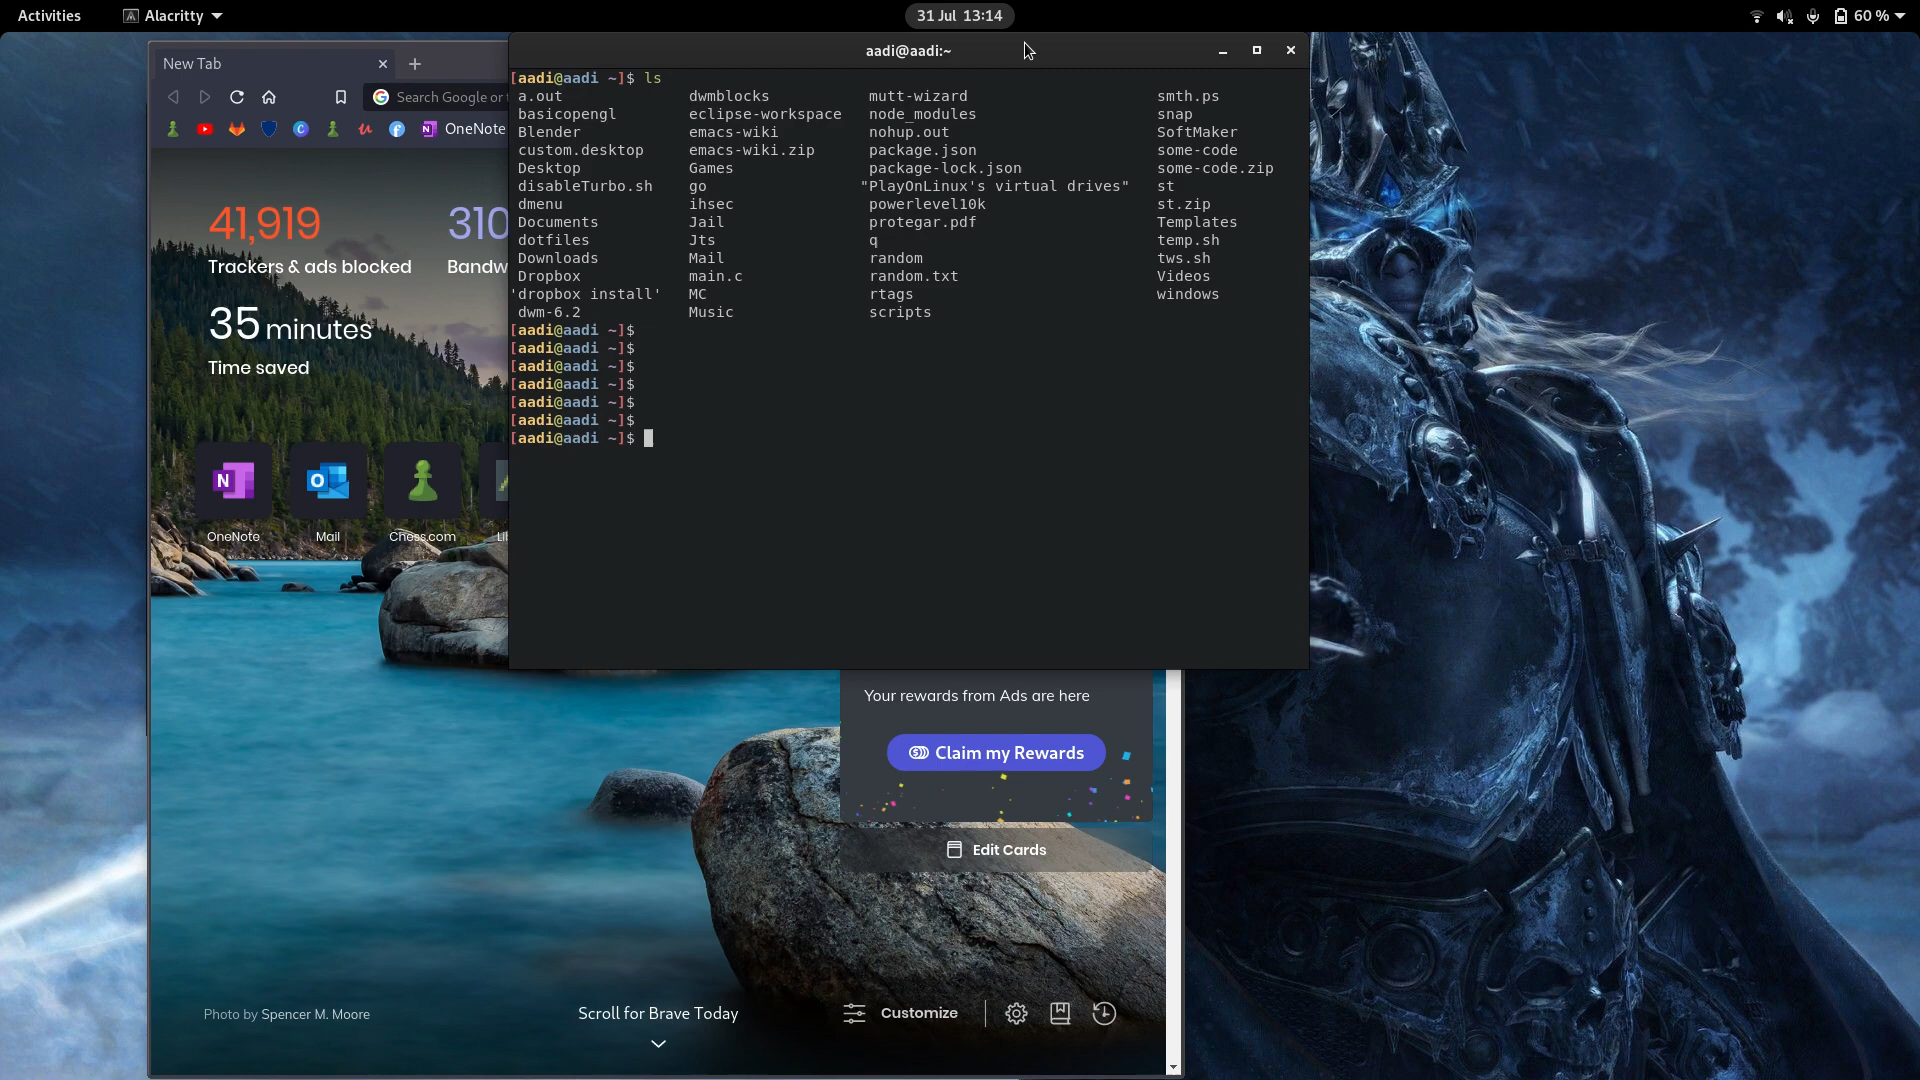 Activities Alacritty 31 Jul 13:14 60 %
New Tab
Search Google or
OneNote
41,919 310
Trackers & ads blocked Bandw
35 minutes
Time saved
OneNote Mail Chess.com Li
aadi@aadi:~
[aadi@aadi ~]$ ls
a.out dwmblocks mutt-wizard smth.ps
basicopengl eclipse-workspace node_modules snap
Blender emacs-wiki nohup.out SoftMaker
custom.desktop emacs-wiki.zip package.json some-code
Desktop Games package-lock.json some-code.zip
disableTurbo.sh go "PlayOnLinux's virtual drives" st
dmenu ihsec powerlevel10k st.zip
Documents Jail protegar.pdf Templates
dotfiles Jts q temp.sh
Downloads Mail random tws.sh
Dropbox main.c random.txt Videos
'dropbox install' MC rtags windows
dwm-6.2 Music scripts
[aadi@aadi ~]$
[aadi@aadi ~]$
[aadi@aadi ~]$
[aadi@aadi ~]$
[aadi@aadi ~]$
[aadi@aadi ~]$
[aadi@aadi ~]$
Your rewards from Ads are here
Claim my Rewards
Edit Cards
Photo by Spencer M. Moore
Scroll for Brave Today
Customize